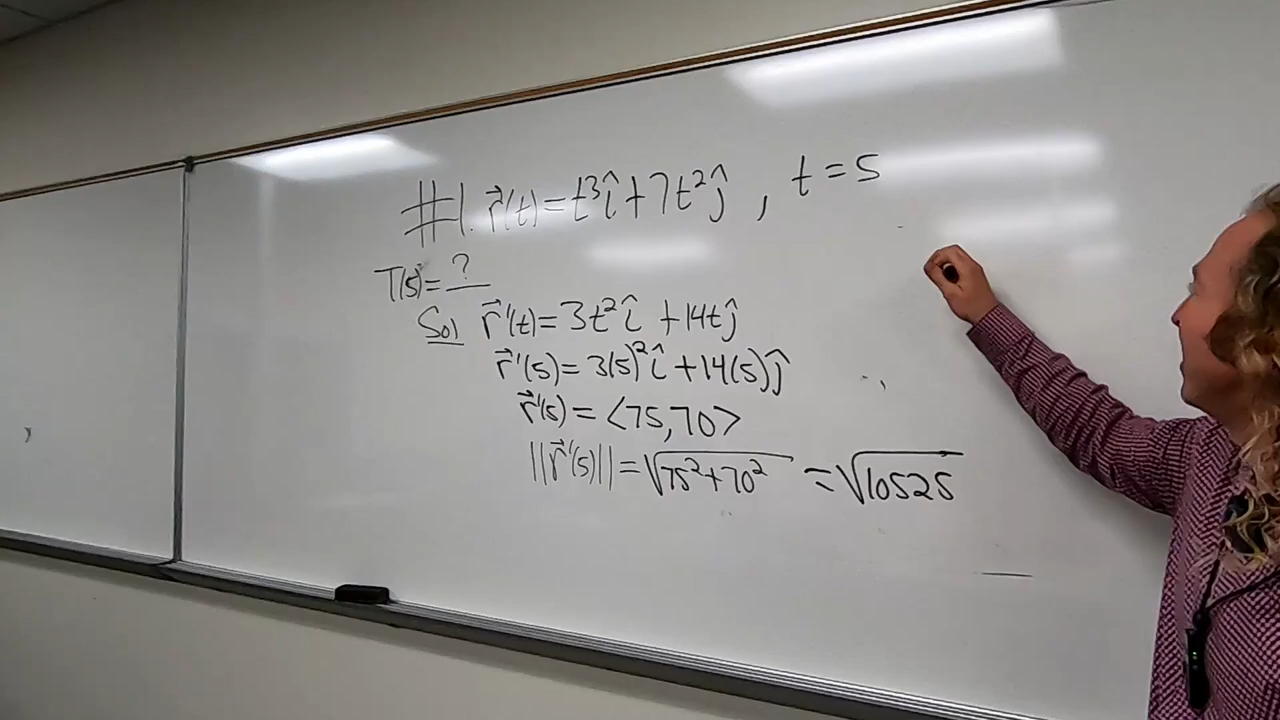 #1. r⃗(t) = t³î + 7t²ĵ , t = 5
T(5) = ?
Sol r⃗'(t) = 3t²î + 14tĵ
r⃗'(5) = 3(5)²î + 14(5)ĵ
r⃗'(5) = <75, 70>
||r⃗'(5)|| = √75²+70² = √10525